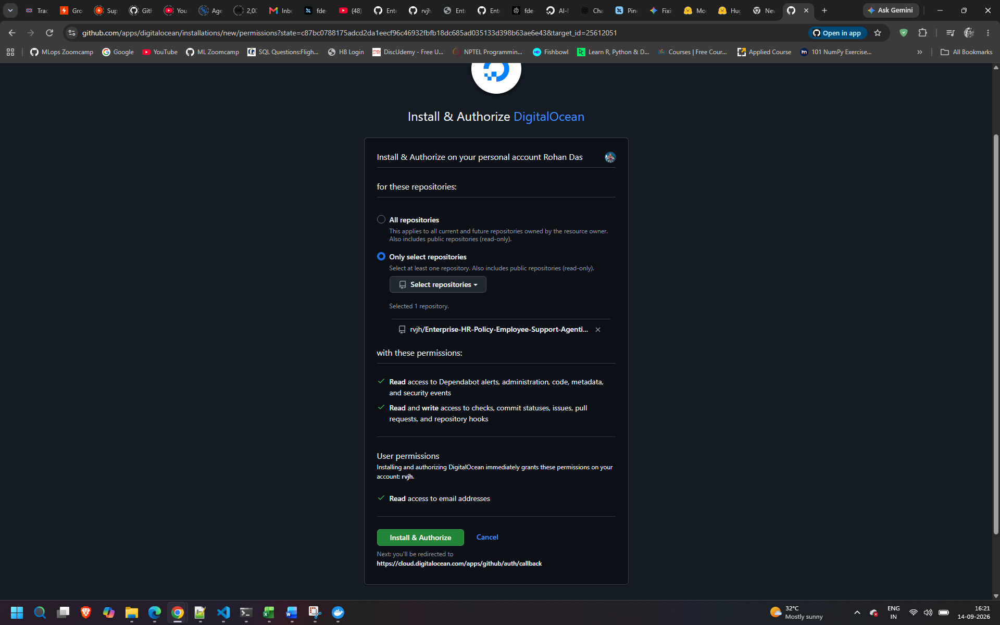 Trac
Gro
Sup
Gith
You
Age
2,00
Inbo
fde-
(48)
Ente
rvjh
Ente
Ente
fde-
AI-I
Cha
Pine
Fixi
Mo
Hug
Nev
Ask Gemini
github.com/apps/digitalocean/installations/new/permissions?state=c87bc0788175adcd2da1eecf96c46932fbfb18dc685ad035133d398b63ae6e43&target_id=25612051
Open in app
MLops Zoomcamp
Google
YouTube
ML Zoomcamp
SQL Questions:Fligh...
H8 Login
DiscUdemy - Free U...
NPTEL Programmin...
Fishbowl
Learn R, Python & D...
Courses | Free Cour...
Applied Course
101 NumPy Exercise...
All Bookmarks
Install & Authorize DigitalOcean
Install & Authorize on your personal account Rohan Das
for these repositories:
All repositories
This applies to all current and future repositories owned by the resource owner.
Also includes public repositories (read-only).
Only select repositories
Select at least one repository. Also includes public repositories (read-only).
Select repositories
Selected 1 repository.
rvjh/Enterprise-HR-Policy-Employee-Support-Agenti...
with these permissions:
Read access to Dependabot alerts, administration, code, metadata,
and security events
Read and write access to checks, commit statuses, issues, pull
requests, and repository hooks
User permissions
Installing and authorizing DigitalOcean immediately grants these permissions on your
account: rvjh.
Read access to email addresses
Install & Authorize
Cancel
Next: you'll be redirected to
https://cloud.digitalocean.com/apps/github/auth/callback
32°C
Mostly sunny
ENG
IN
16:21
14-09-2026